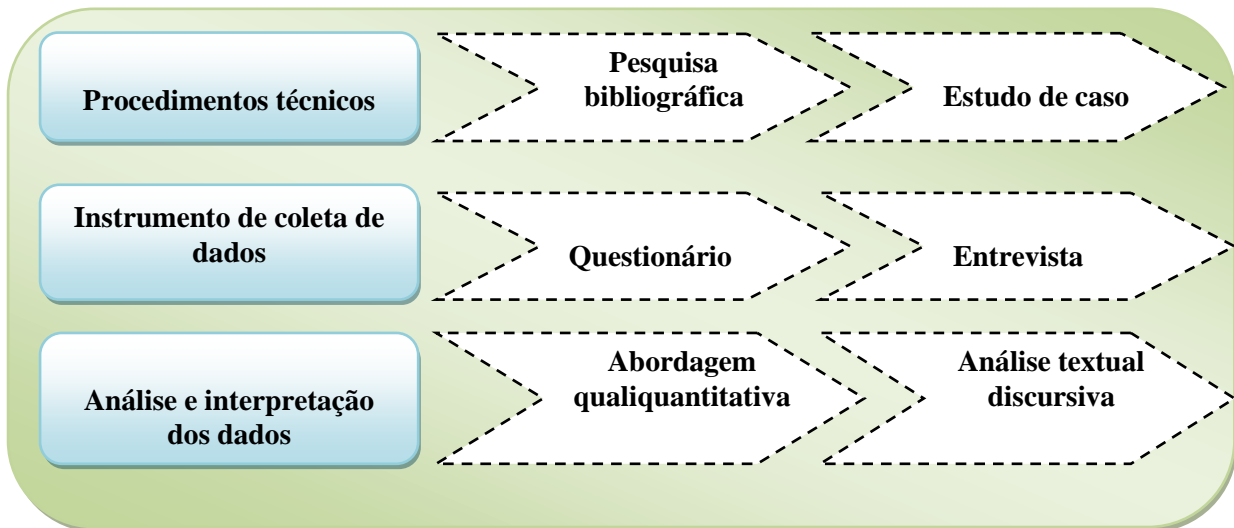 Procedimentos técnicos
Pesquisa
bibliográfica
Estudo de caso
Instrumento de coleta de
dados
Questionário
Entrevista
Análise e interpretação
dos dados
Abordagem
qualiquantitativa
Análise textual
discursiva